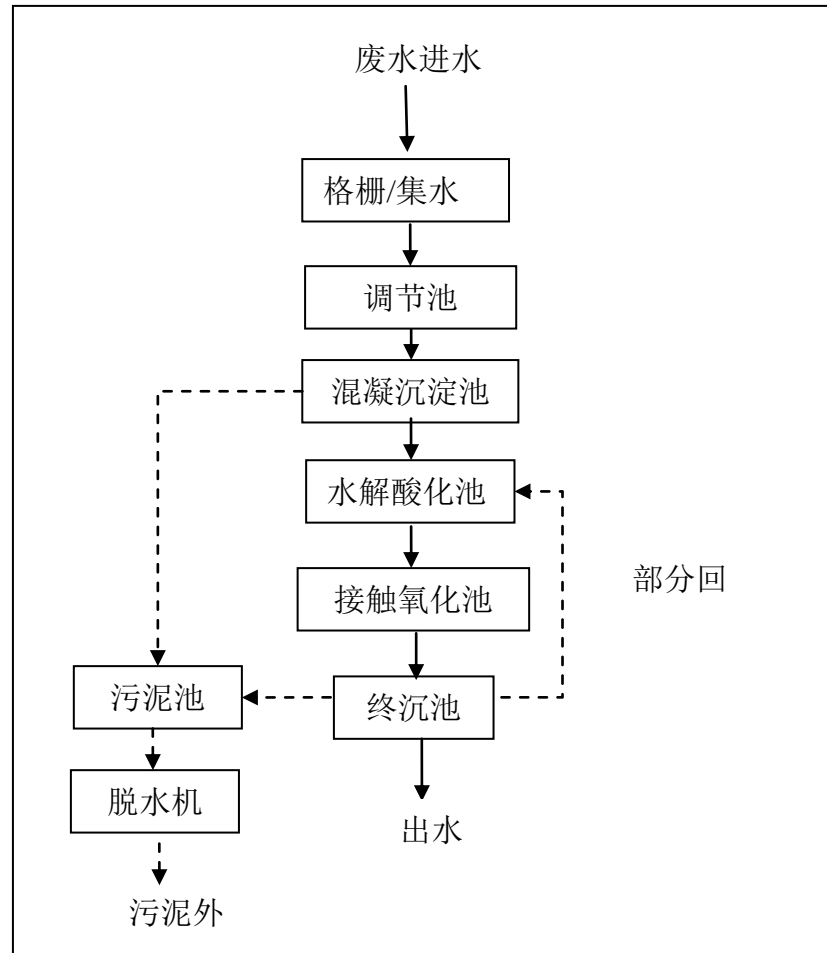 废水进水
格栅/集水
调节池
混凝沉淀池
水解酸化池
部分回
接触氧化池
污泥池
终沉池
脱水机
出水
污泥外